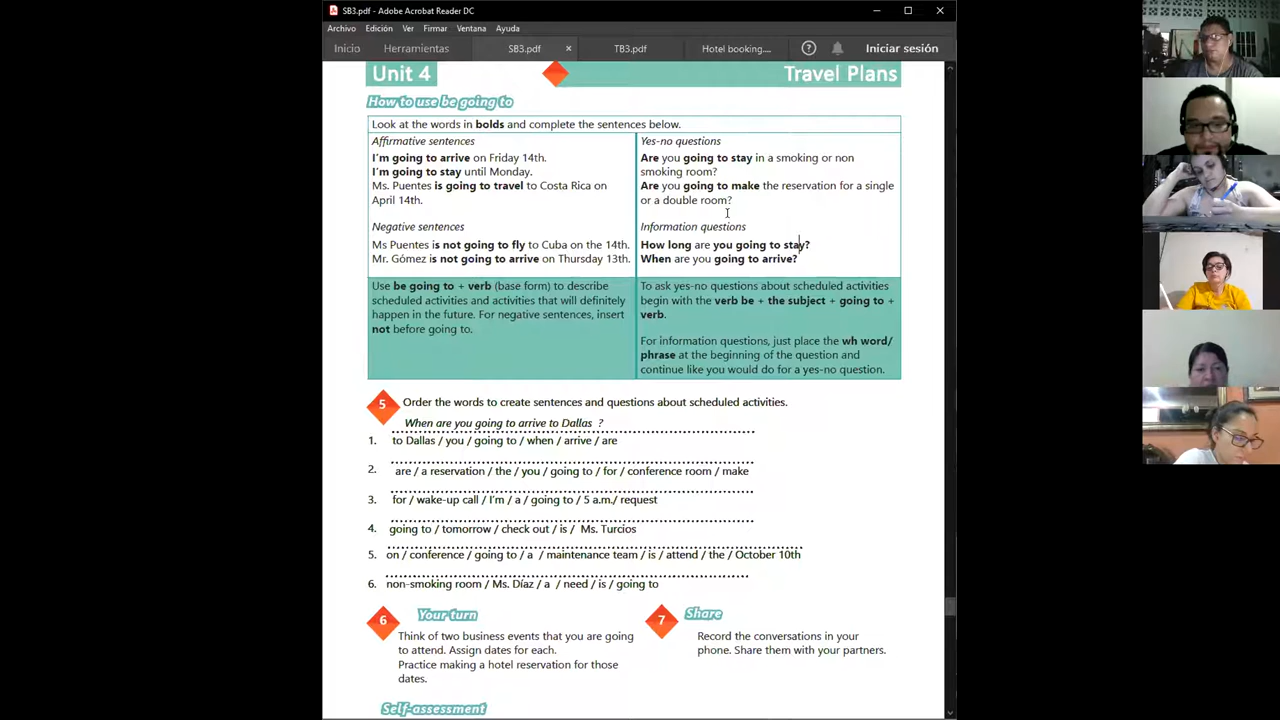 SB3.pdf - Adobe Acrobat Reader DC
Archivo Edición Ver Firmar Ventana Ayuda
Inicio Herramientas SB3.pdf × TB3.pdf Hotel booking.... ? Iniciar sesión
Unit 4 Travel Plans
How to use be going to
Look at the words in bolds and complete the sentences below.
Affirmative sentences
I'm going to arrive on Friday 14th.
I'm going to stay until Monday.
Ms. Puentes is going to travel to Costa Rica on
April 14th.
Negative sentences
Ms Puentes is not going to fly to Cuba on the 14th.
Mr. Gómez is not going to arrive on Thursday 13th.
Yes-no questions
Are you going to stay in a smoking or non
smoking room?
Are you going to make the reservation for a single
or a double room?
Information questions
How long are you going to stay?
When are you going to arrive?
Use be going to + verb (base form) to describe
scheduled activities and activities that will definitely
happen in the future. For negative sentences, insert
not before going to.
To ask yes-no questions about scheduled activities
begin with the verb be + the subject + going to +
verb.
For information questions, just place the wh word/
phrase at the beginning of the question and
continue like you would do for a yes-no question.
5 Order the words to create sentences and questions about scheduled activities.
When are you going to arrive to Dallas ?
1. to Dallas / you / going to / when / arrive / are
2. are / a reservation / the / you / going to / for / conference room / make
3. for / wake-up call / I'm / a / going to / 5 a.m./ request
4. going to / tomorrow / check out / is / Ms. Turcios
5. on / conference / going to / a / maintenance team / is / attend / the / October 10th
6. non-smoking room / Ms. Díaz / a / need / is / going to
6 Your turn
Think of two business events that you are going
to attend. Assign dates for each.
Practice making a hotel reservation for those
dates.
7 Share
Record the conversations in your
phone. Share them with your partners.
Self-assessment